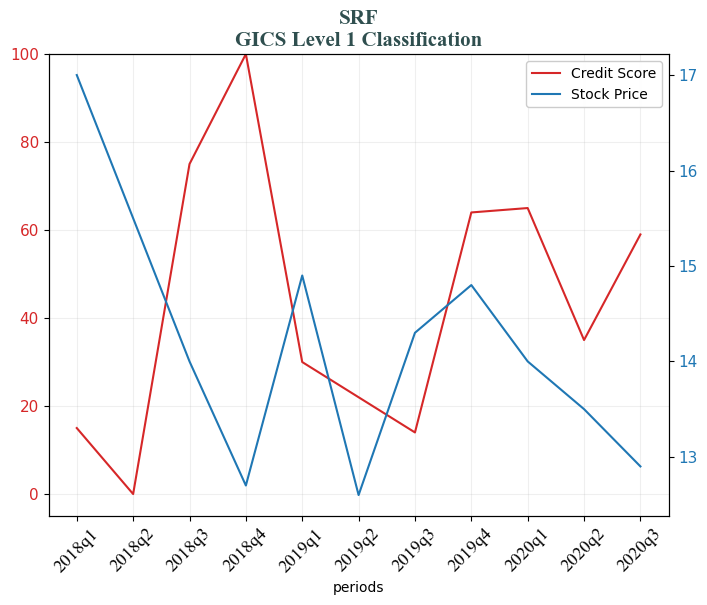 SRF
GICS Level 1 Classification
Credit Score
Stock Price
100
80
60
40
20
0
17
16
15
14
13
2018q1
2018q2
2018q3
2018q4
2019q1
2019q2
2019q3
2019q4
2020q1
2020q2
2020q3
periods